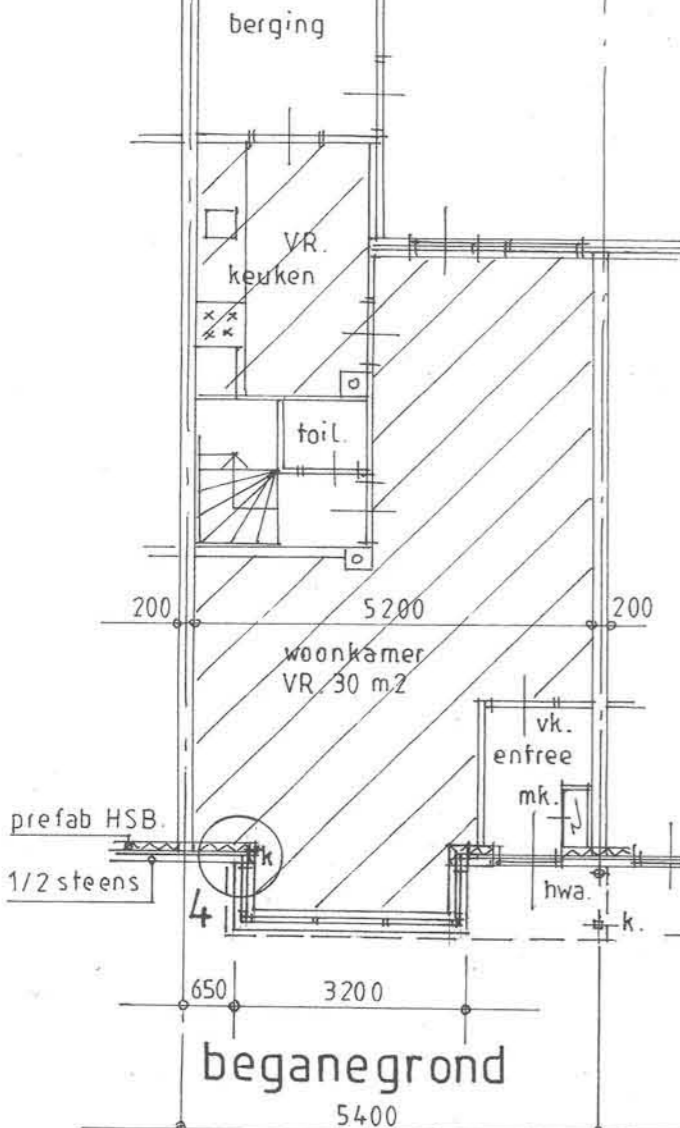 berging
VR.
keuken
toil.
200
5200
200
woonkamer
VR. 30 m2
vk.
entree
mk.
prefab HSB.
k
1/2 steens
hwa.
4
k.
650
3200
beganegrond
5400